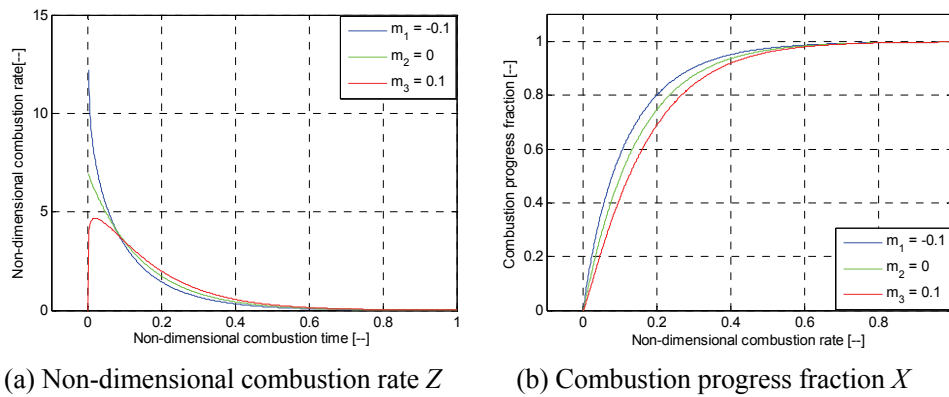 15
10
5
0
Non-dimensional combustion rate[--]
m1 = -0.1
m2 = 0
m3 = 0.1
0 0.2 0.4 0.6 0.8 1
Non-dimensional combustion time [--]
(a) Non-dimensional combustion rate Z
1
0.8
0.6
0.4
0.2
0
Combustion progress fraction [--]
m1 = -0.1
m2 = 0
m3 = 0.1
0 0.2 0.4 0.6 0.8
Non-dimensional combustion rate [--]
(b) Combustion progress fraction X